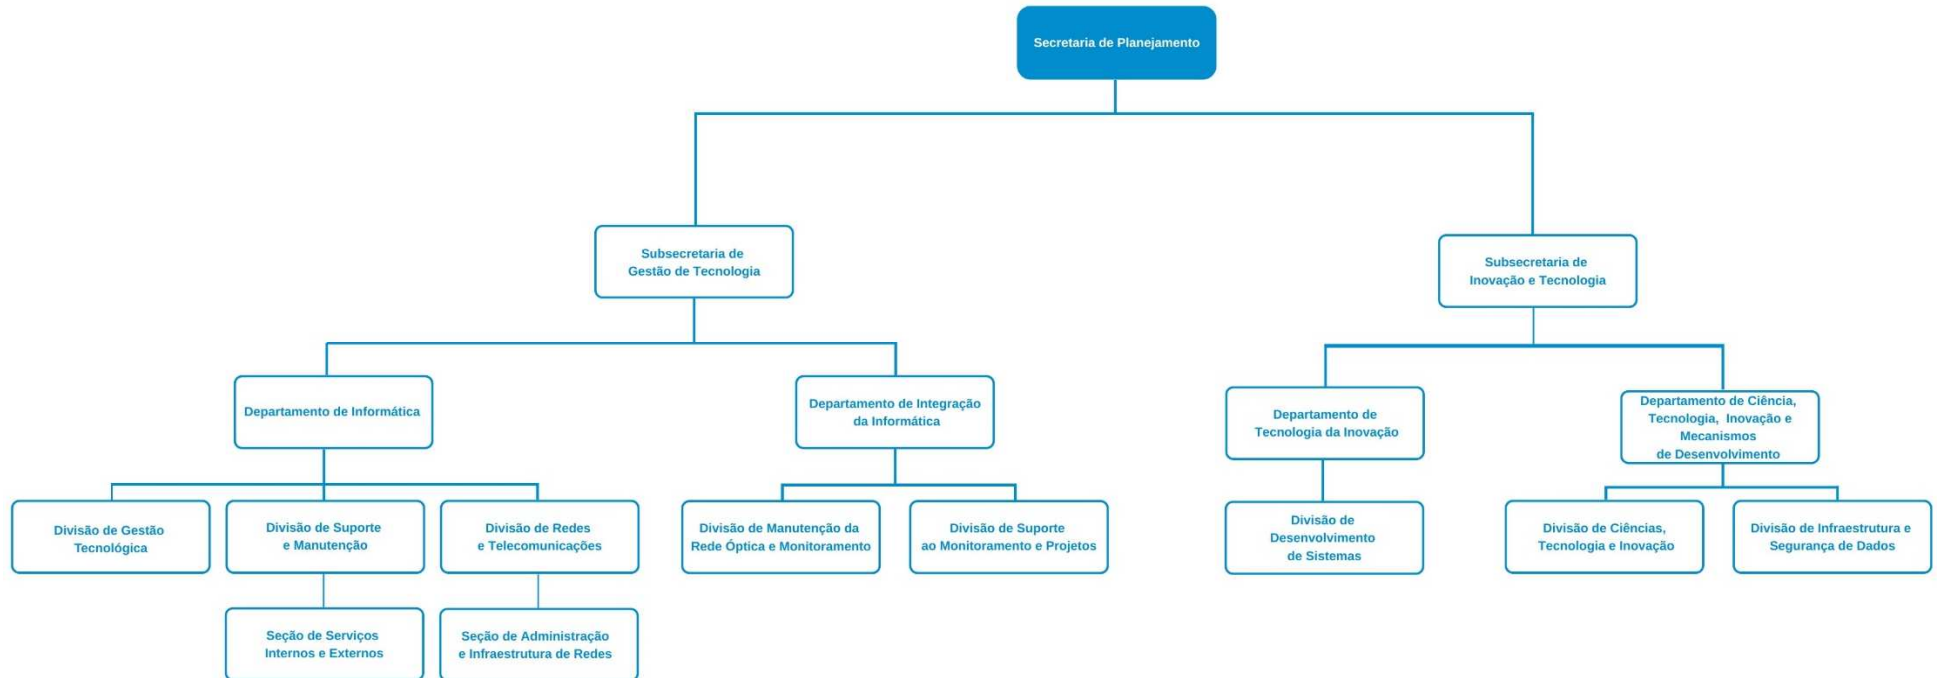 Secretaria de Planejamento
Subsecretaria de
Gestão de Tecnologia
Subsecretaria de
Inovação e Tecnologia
Departamento de Informática
Departamento de Integração
da Informática
Departamento de
Tecnologia da Inovação
Departamento de Ciência,
Tecnologia, Inovação e
Mecanismos
de Desenvolvimento
Divisão de Gestão
Tecnológica
Divisão de Suporte
e Manutenção
Divisão de Redes
e Telecomunicações
Divisão de Manutenção da
Rede Óptica e Monitoramento
Divisão de Suporte
ao Monitoramento e Projetos
Divisão de
Desenvolvimento
de Sistemas
Divisão de Ciências,
Tecnologia e Inovação
Divisão de Infraestrutura e
Segurança de Dados
Seção de Serviços
Internos e Externos
Seção de Administração
e Infraestrutura de Redes